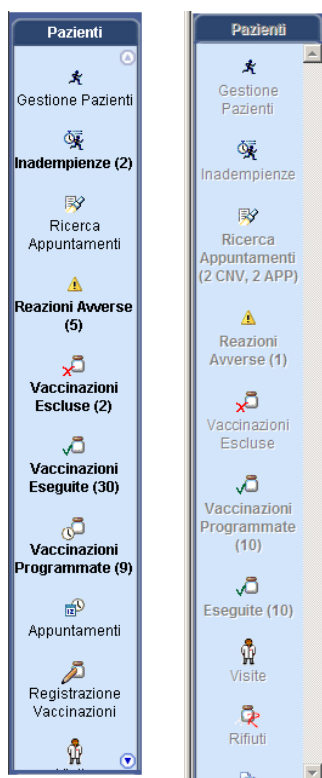 Pazienti
Gestione Pazienti
Inadempienze (2)
Ricerca
Appuntamenti
Reazioni Avverse
(5)
Vaccinazioni
Escluse (2)
Vaccinazioni
Eseguite (30)
Vaccinazioni
Programmate (9)
12
Appuntamenti
Registrazione
Vaccinazioni
Pazienti
Gestione
Pazienti
Inadempienze
Ricerca
Appuntamenti
(2 CNV, 2 APP)
Reazioni
Avverse (1)
Vaccinazioni
Escluse
Vaccinazioni
Programmate
(10)
Eseguite (10)
Visite
Rifiuti